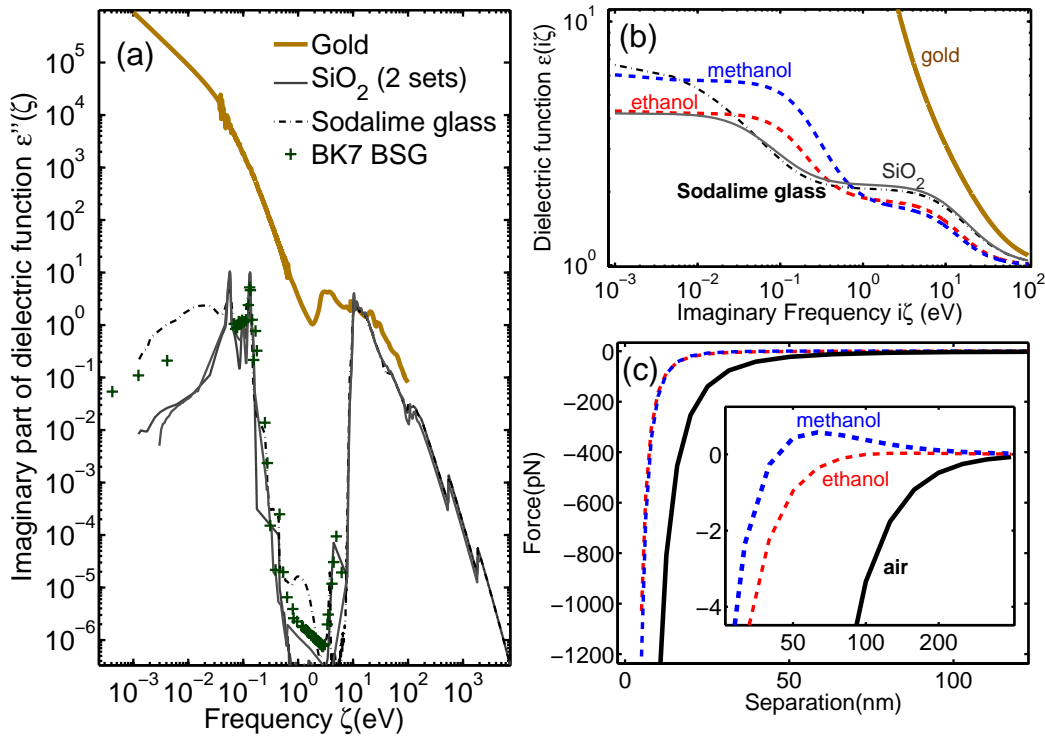 (a)
Gold
SiO2 (2 sets)
Sodalime glass
BK7 BSG
Imaginary part of dielectric function ε''(ζ)
10^5
10^4
10^3
10^2
10^1
10^0
10^−1
10^−2
10^−3
10^−4
10^−5
10^−6
10^−3 10^−2 10^−1 10^0 10^1 10^2 10^3
Frequency ζ(eV)
(b)
Dielectric function ε(iζ)
10^1
10^0
methanol
gold
ethanol
SiO2
Sodalime glass
10^−3 10^−2 10^−1 10^0 10^1 10^2
Imaginary Frequency iζ (eV)
(c)
Force(pN)
0
−200
−400
−600
−800
−1000
−1200
methanol
ethanol
air
0
−2
−4
50 100 200
0 50 100
Separation(nm)